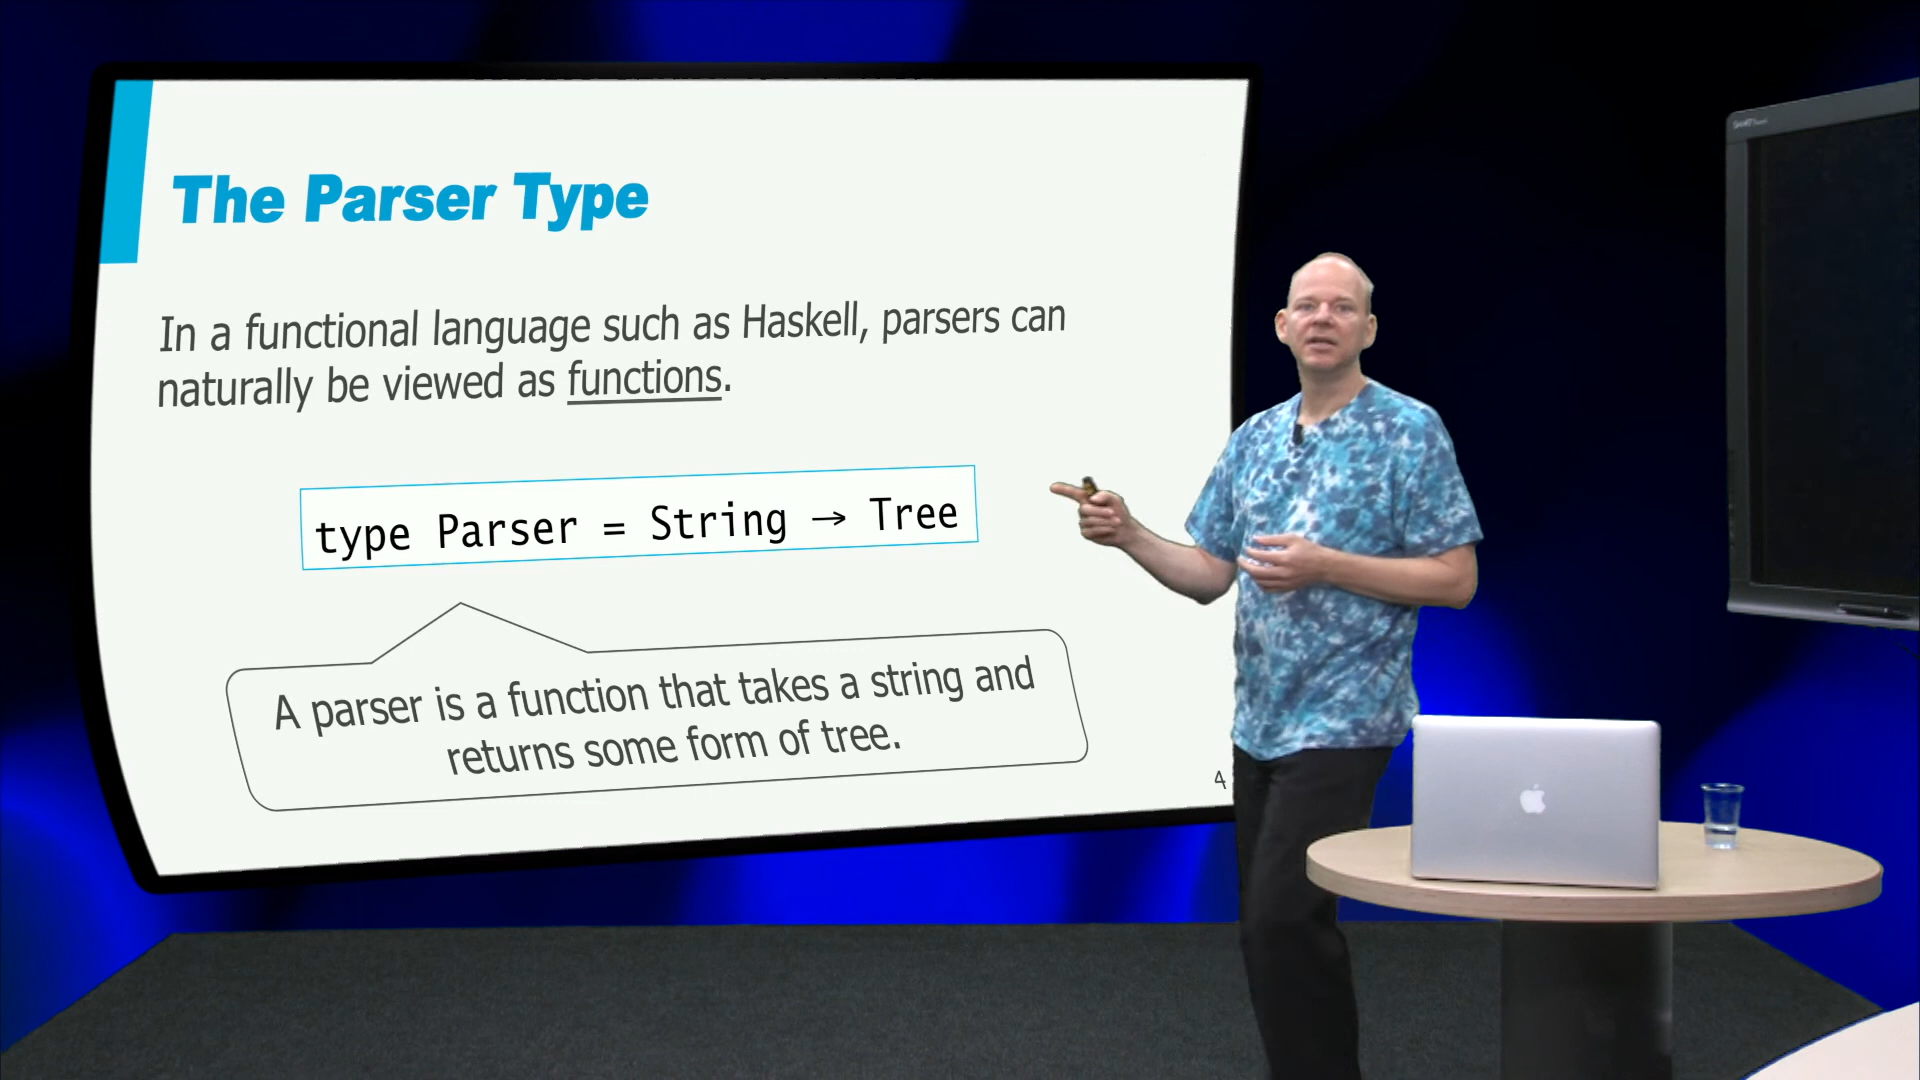 The Parser Type
In a functional language such as Haskell, parsers can
naturally be viewed as functions.
type Parser = String → Tree
A parser is a function that takes a string and
returns some form of tree.
4